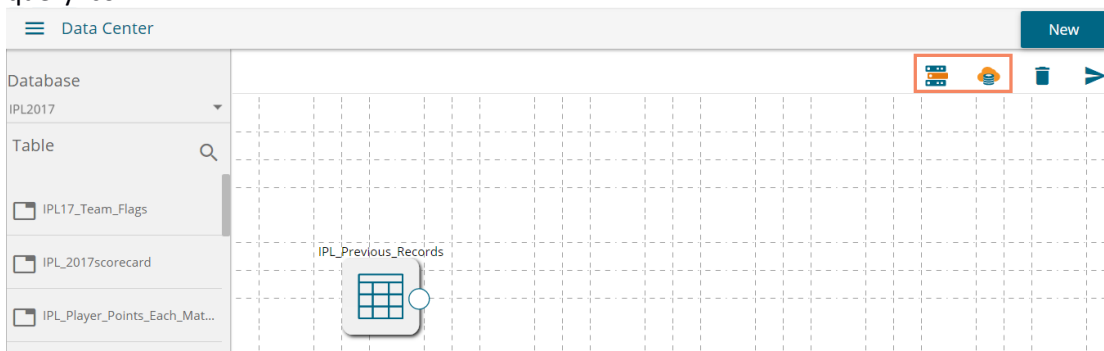 Data Center
New
Database
IPL2017
Table
IPL17_Team_Flags
IPL_2017scorecard
IPL_Player_Points_Each_Mat...
IPL_Previous_Records